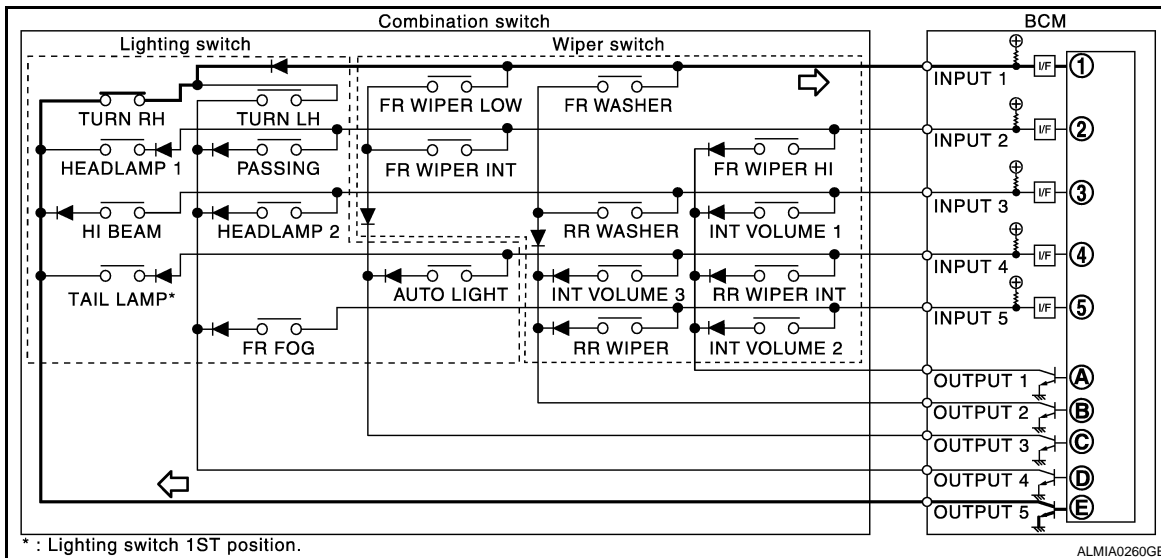 Combination switch
BCM
Lighting switch
Wiper switch
INPUT 1
I/F
1
TURN RH
TURN LH
FR WIPER LOW
FR WASHER
INPUT 2
I/F
2
HEADLAMP 1
PASSING
FR WIPER INT
FR WIPER HI
INPUT 3
I/F
3
HI BEAM
HEADLAMP 2
RR WASHER
INT VOLUME 1
INPUT 4
I/F
4
TAIL LAMP*
AUTO LIGHT
INT VOLUME 3
RR WIPER INT
INPUT 5
I/F
5
FR FOG
RR WIPER
INT VOLUME 2
OUTPUT 1
A
OUTPUT 2
B
OUTPUT 3
C
OUTPUT 4
D
OUTPUT 5
E
* : Lighting switch 1ST position.
ALMIA0260GB